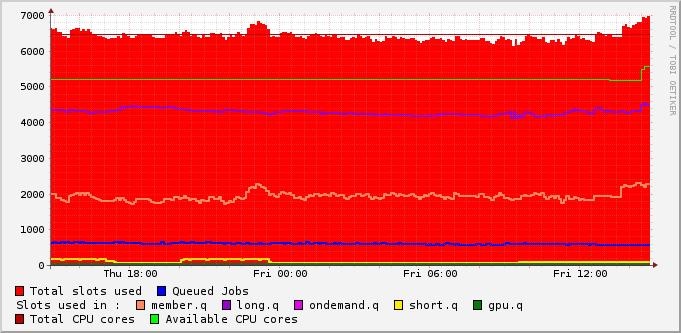 7000
6000
5000
4000
3000
2000
1000
0
Thu 18:00 Fri 00:00 Fri 06:00 Fri 12:00
Total slots used Queued Jobs
Slots used in : member.q long.q ondemand.q short.q gpu.q
Total CPU cores Available CPU cores
RRDTOOL / TOBI OETIKER